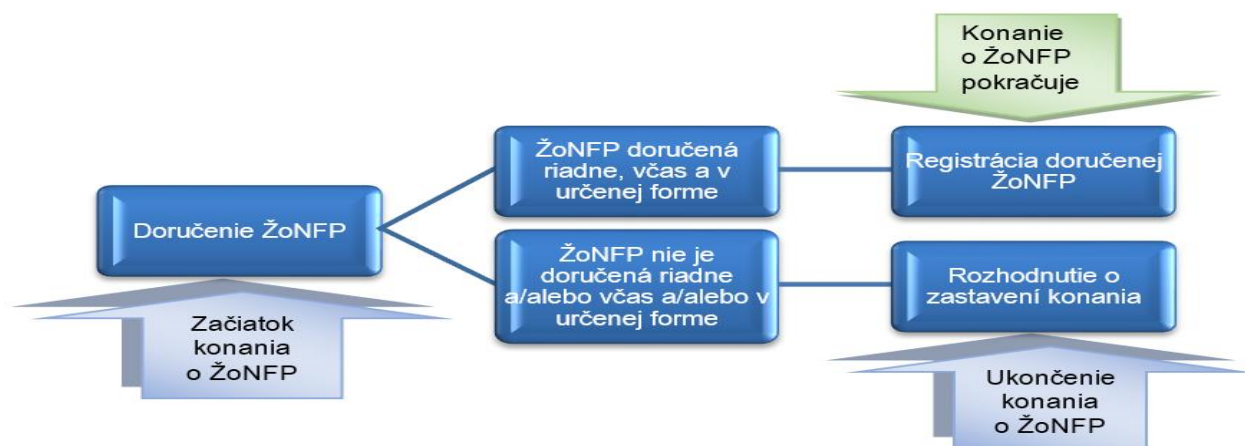 Konanie
o ŽoNFP
pokračuje
ŽoNFP doručená
riadne, včas a v
určenej forme
Registrácia doručenej
ŽoNFP
Doručenie ŽoNFP
ŽoNFP nie je
doručená riadne
a/alebo včas a/alebo v
určenej forme
Rozhodnutie o
zastavení konania
Začiatok
konania
o ŽoNFP
Ukončenie
konania
o ŽoNFP